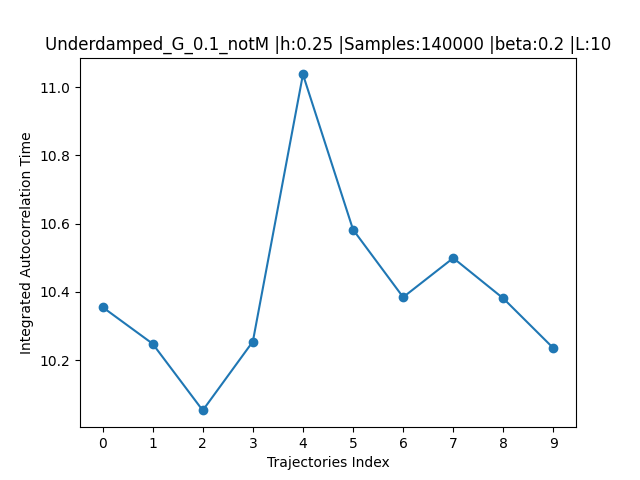 Underdamped_G_0.1_notM |h:0.25 |Samples:140000 |beta:0.2 |L:10
Integrated Autocorrelation Time
11.0
10.8
10.6
10.4
10.2
0 1 2 3 4 5 6 7 8 9
Trajectories Index